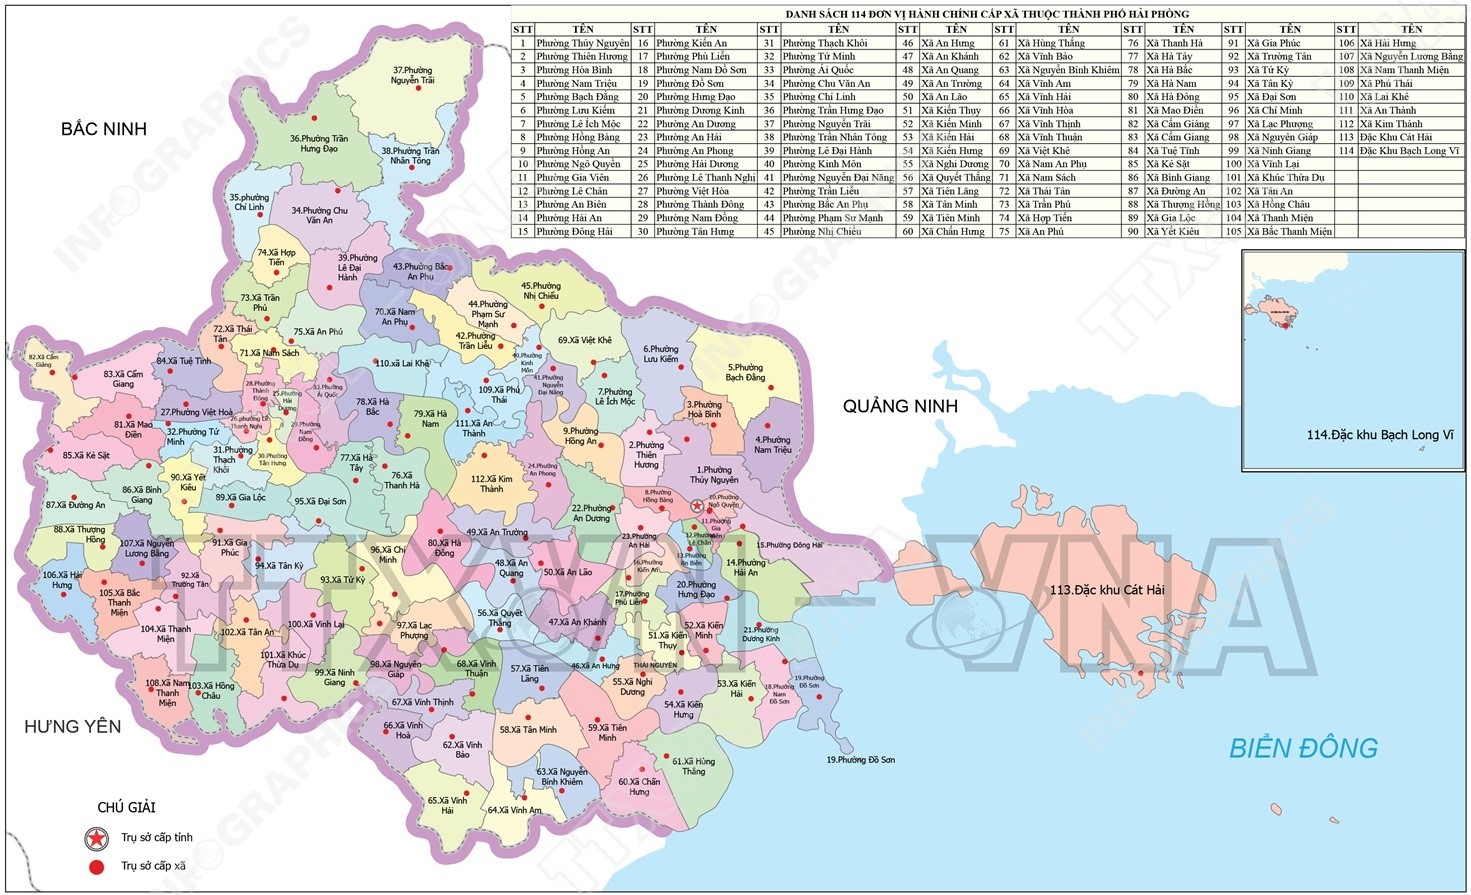 DANH SÁCH 114 ĐƠN VỊ HÀNH CHÍNH CẤP XÃ THUỘC THÀNH PHỐ HẢI PHÒNG
STT TÊN STT TÊN STT TÊN STT TÊN STT TÊN STT TÊN STT TÊN STT TÊN
1 Phường Thủy Nguyên 16 Phường Kiến An 31 Phường Thạch Khôi 46 Xã An Hưng 61 Xã Hùng Thắng 76 Xã Thanh Hà 91 Xã Gia Phúc 106 Xã Hải Hưng
2 Phường Thiên Hương 17 Phường Phù Liễn 32 Phường Tứ Minh 47 Xã An Khánh 62 Xã Vĩnh Bảo 77 Xã Hà Tây 92 Xã Trường Tân 107 Xã Nguyễn Lương Bằng
3 Phường Hòa Bình 18 Phường Nam Đồ Sơn 33 Phường Ái Quốc 48 Xã An Quang 63 Xã Nguyễn Bỉnh Khiêm 78 Xã Hà Bắc 93 Xã Tứ Kỳ 108 Xã Nam Thanh Miện
4 Phường Nam Triệu 19 Phường Đồ Sơn 34 Phường Chu Văn An 49 Xã An Trường 64 Xã Vĩnh Am 79 Xã Hà Nam 94 Xã Tân Kỳ 109 Xã Phú Thái
5 Phường Bạch Đằng 20 Phường Hưng Đạo 35 Phường Chí Linh 50 Xã An Lão 65 Xã Vĩnh Hải 80 Xã Hà Đông 95 Xã Đại Sơn 110 Xã Lai Khê
6 Phường Lưu Kiếm 21 Phường Dương Kinh 36 Phường Trần Hưng Đạo 51 Xã Kiến Thụy 66 Xã Vĩnh Hòa 81 Xã Mao Điền 96 Xã Chí Minh 111 Xã An Thành
7 Phường Lê Ích Mộc 22 Phường An Dương 37 Phường Nguyễn Trãi 52 Xã Kiến Minh 67 Xã Vĩnh Thịnh 82 Xã Cẩm Giàng 97 Xã Lạc Phượng 112 Xã Kim Thành
8 Phường Hồng Bàng 23 Phường An Hải 38 Phường Trần Nhân Tông 53 Xã Kiến Hải 68 Xã Vĩnh Thuận 83 Xã Cẩm Giang 98 Xã Nguyên Giáp 113 Đặc Khu Cát Hải
9 Phường Hồng An 24 Phường An Phong 39 Phường Lê Đại Hành 54 Xã Kiến Hưng 69 Xã Việt Khê 84 Xã Tuệ Tĩnh 99 Xã Ninh Giang 114 Đặc Khu Bạch Long Vĩ
10 Phường Ngô Quyền 25 Phường Hải Dương 40 Phường Kinh Môn 55 Xã Nghi Dương 70 Xã Nam An Phụ 85 Xã Kẻ Sặt 100 Xã Vĩnh Lại
11 Phường Gia Viên 26 Phường Lê Thanh Nghị 41 Phường Nguyễn Đại Năng 56 Xã Quyết Thắng 71 Xã Nam Sách 86 Xã Bình Giang 101 Xã Khúc Thừa Dụ
12 Phường Lê Chân 27 Phường Việt Hòa 42 Phường Trần Liễu 57 Xã Tiên Lãng 72 Xã Thái Tân 87 Xã Đường An 102 Xã Tân An
13 Phường An Biên 28 Phường Thành Đông 43 Phường Bắc An Phụ 58 Xã Tân Minh 73 Xã Trần Phú 88 Xã Thượng Hồng 103 Xã Hồng Châu
14 Phường Hải An 29 Phường Nam Đồng 44 Phường Phạm Sư Mạnh 59 Xã Tiên Minh 74 Xã Hợp Tiến 89 Xã Gia Lộc 104 Xã Thanh Miện
15 Phường Đông Hải 30 Phường Tân Hưng 45 Phường Nhị Chiểu 60 Xã Chấn Hưng 75 Xã An Phú 90 Xã Yết Kiêu 105 Xã Bắc Thanh Miện
BẮC NINH
QUẢNG NINH
HƯNG YÊN
BIỂN ĐÔNG
37.Phường
Nguyễn Trãi
36.Phường Trần
Hưng Đạo
38.Phường Trần
Nhân Tông
35.phường
Chí Linh
34.Phường Chu
Văn An
74.Xã Hợp
Tiến
39.Phường
Lê Đại
Hành
43.Phường Bắc
An Phụ
45.Phường
Nhị Chiểu
73.Xã Trần
Phú
44.Phường
Phạm Sư
Mạnh
70.Xã Nam
An Phụ
72.Xã Thái
Tân
75.Xã An Phú
42.Phường
Trần Liễu
69.Xã Việt Khê
6.Phường
Lưu Kiếm
5.Phường
Bạch Đằng
71.Xã Nam Sách
40.Phường
Kinh
Môn
82.Xã Cẩm
Giàng
84.Xã Tuệ Tĩnh
83.Xã Cẩm
Giang
110.Xã Lai Khê
41.Phường
Nguyễn
Đại Năng
109.Xã Phú
Thái
7.Phường
Lê Ích Mộc
28.Phường
Thành
Đông
25.Phường
Hải
Dương
33.Phường
Ái Quốc
78.Xã Hà
Bắc
79.Xã Hà
Nam
3.Phường
Hoà Bình
27.Phường Việt Hoà
26.phường Lê
Thanh Nghị
29.Phường
Nam
Đồng
81.Xã Mao
Điền
32.Phường Tứ
Minh
111.Xã An
Thành
9.Phường
Hồng An
2.Phường
Thiên
Hương
4.Phường
Nam Triệu
85.Xã Kẻ Sặt
31.Phường
Thạch
Khôi
30.Phường
Tân Hưng
77.Xã Hà
Tây
76.Xã
Thanh Hà
112.Xã Kim
Thành
24.Phường
An Phong
1.Phường
Thủy Nguyên
90.Xã Yết
Kiêu
86.Xã Bình
Giang
87.Xã Đường An
89.Xã Gia Lộc
95.Xã Đại Sơn
8.Phường
Hồng Bàng
10.Phường
Ngô Quyền
22.Phường
An Dương
11.Phường
Gia
Viên
88.Xã Thượng
Hồng
107.Xã Nguyễn
Lương Bằng
91.Xã Gia
Phúc
96.Xã Chí
Minh
80.Xã Hà
Đông
49.Xã An Trường
23.Phường
An Hải
12.Phường
Lê Chân
15.Phường Đông Hải
13.Phường
An Biên
14.Phường
Hải An
16.Phường
Kiến An
94.Xã Tân Kỳ
48.Xã An
Quang
50.Xã An Lão
106.Xã Hải
Hưng
92.Xã
Trường Tân
93.Xã Tứ Kỳ
105.Xã Bắc
Thanh
Miện
17.Phường
Phù Liễn
20.Phường
Hưng Đạo
113.Đặc khu Cát Hải
56.Xã Quyết
Thắng
47.Xã An Khánh
104.Xã Thanh
Miện
102.Xã Tân An
100.Xã Vĩnh Lại
97.Xã Lạc
Phượng
51.Xã Kiến
Thụy
52.Xã Kiến
Minh
21.Phường
Dương Kinh
101.Xã Khúc
Thừa Dụ
98.Xã Nguyên
Giáp
68.Xã Vĩnh
Thuận
57.Xã Tiên
Lãng
46.Xã An Hưng
THÁI NGUYÊN
55.Xã Nghi
Dương
99.Xã Ninh
Giang
108.Xã Nam
Thanh
Miện
103.Xã Hồng
Châu
53.Xã Kiến
Hải
18.Phường
Nam
Đồ Sơn
19.Phường
Đồ Sơn
54.Xã Kiến
Hưng
67.Xã Vĩnh Thịnh
66.Xã Vĩnh
Hoà
58.Xã Tân Minh
59.Xã Tiên
Minh
62.Xã Vĩnh
Bảo
61.Xã Hùng
Thắng
19.Phường Đồ Sơn
63.Xã Nguyễn
Bỉnh Khiêm
60.Xã Chấn
Hưng
65.Xã Vĩnh
Hải
64.Xã Vĩnh Am
114.Đặc khu Bạch Long Vĩ
CHÚ GIẢI
Trụ sở cấp tỉnh
Trụ sở cấp xã
TTXVN - VNA
INFOGRAPHICS